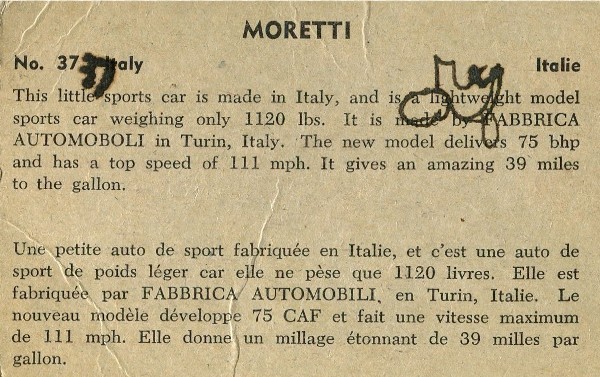 MORETTI
No. 37 Italy Italie
This little sports car is made in Italy, and is a lightweight model
sports car weighing only 1120 lbs. It is made by FABBRICA
AUTOMOBOLI in Turin, Italy. The new model delivers 75 bhp
and has a top speed of 111 mph. It gives an amazing 39 miles
to the gallon.
Une petite auto de sport fabriquée en Italie, et c'est une auto de
sport de poids léger car elle ne pèse que 1120 livres. Elle est
fabriquée par FABBRICA AUTOMOBILI, en Turin, Italie. Le
nouveau modèle développe 75 CAF et fait une vitesse maximum
de 111 mph. Elle donne un millage étonnant de 39 milles par
gallon.